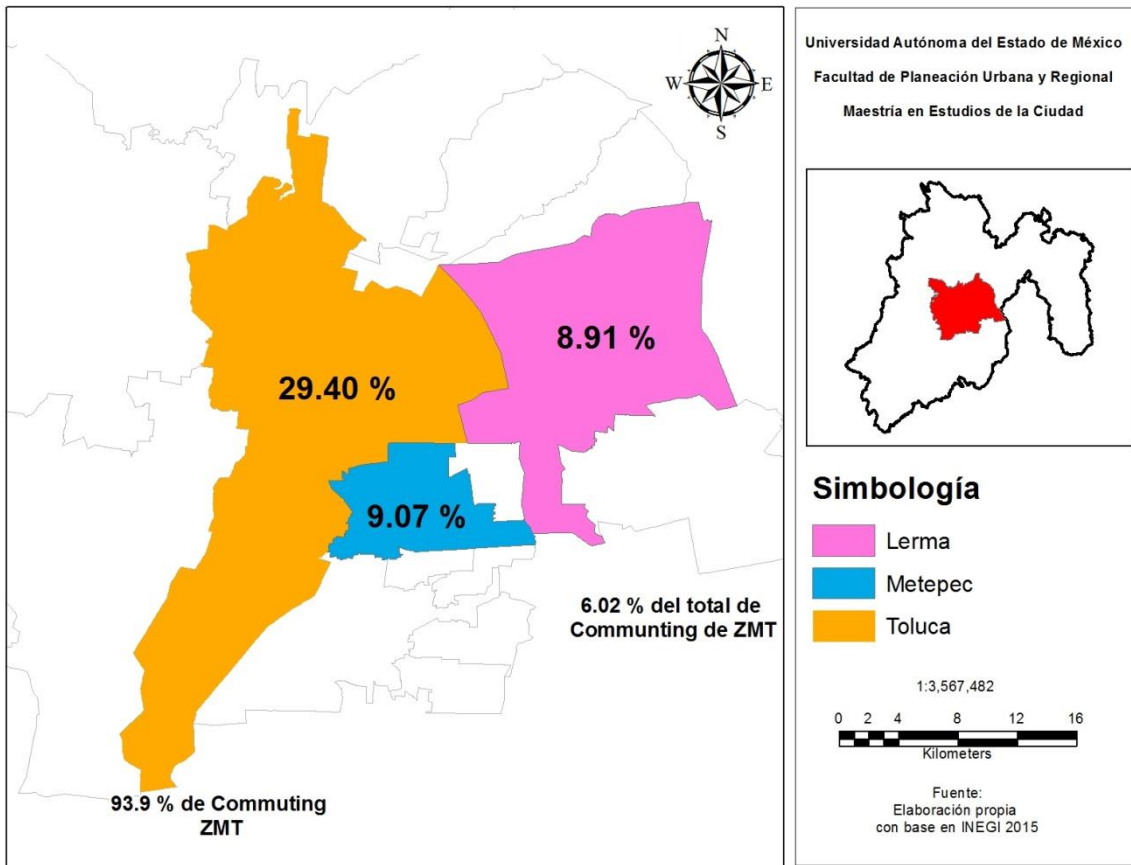 N
W E
S
29.40 %
8.91 %
9.07 %
6.02 % del total de
Communting de ZMT
93.9 % de Commuting
ZMT
Universidad Autónoma del Estado de México
Facultad de Planeación Urbana y Regional
Maestría en Estudios de la Ciudad
Simbología
Lerma
Metepec
Toluca
1:3,567,482
0 2 4 8 12 16
Kilometers
Fuente:
Elaboración propia
con base en INEGI 2015